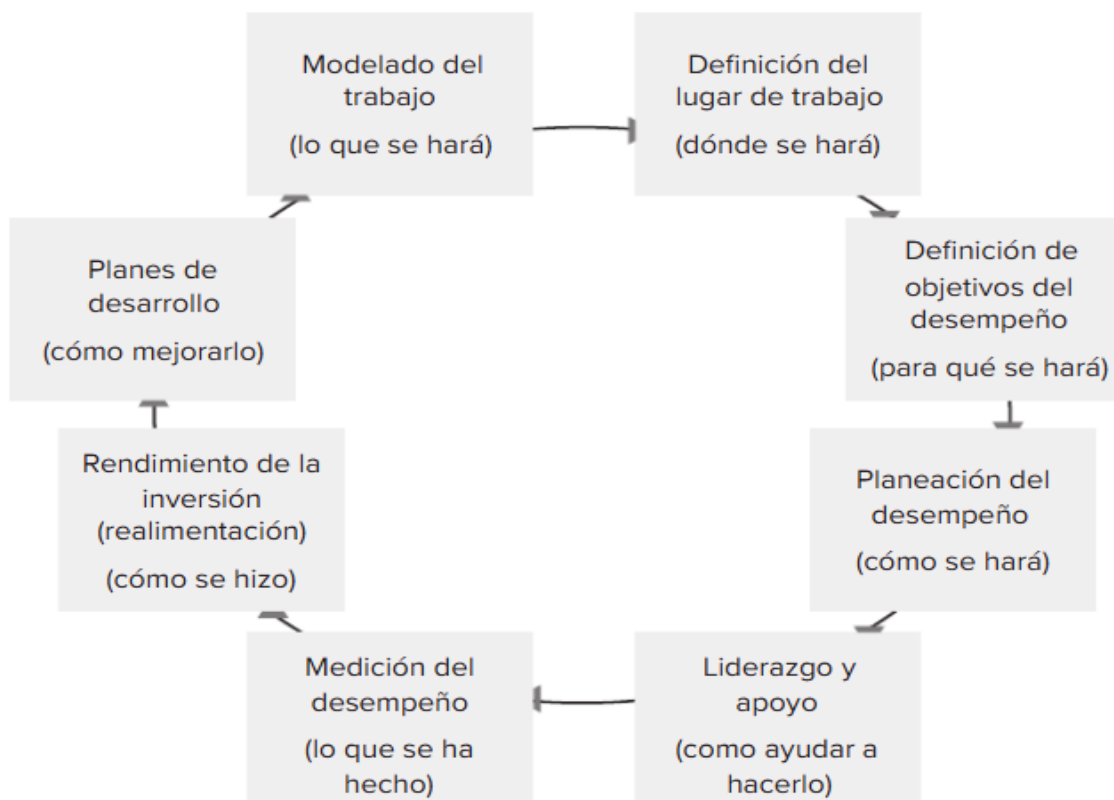 Modelado del
trabajo
(lo que se hará)
Definición del
lugar de trabajo
(dónde se hará)
Definición de
objetivos del
desempeño
(para qué se hará)
Planeación del
desempeño
(cómo se hará)
Liderazgo y
apoyo
(como ayudar a
hacerlo)
Medición del
desempeño
(lo que se ha
hecho)
Rendimiento de la
inversión
(realimentación)
(cómo se hizo)
Planes de
desarrollo
(cómo mejorarlo)